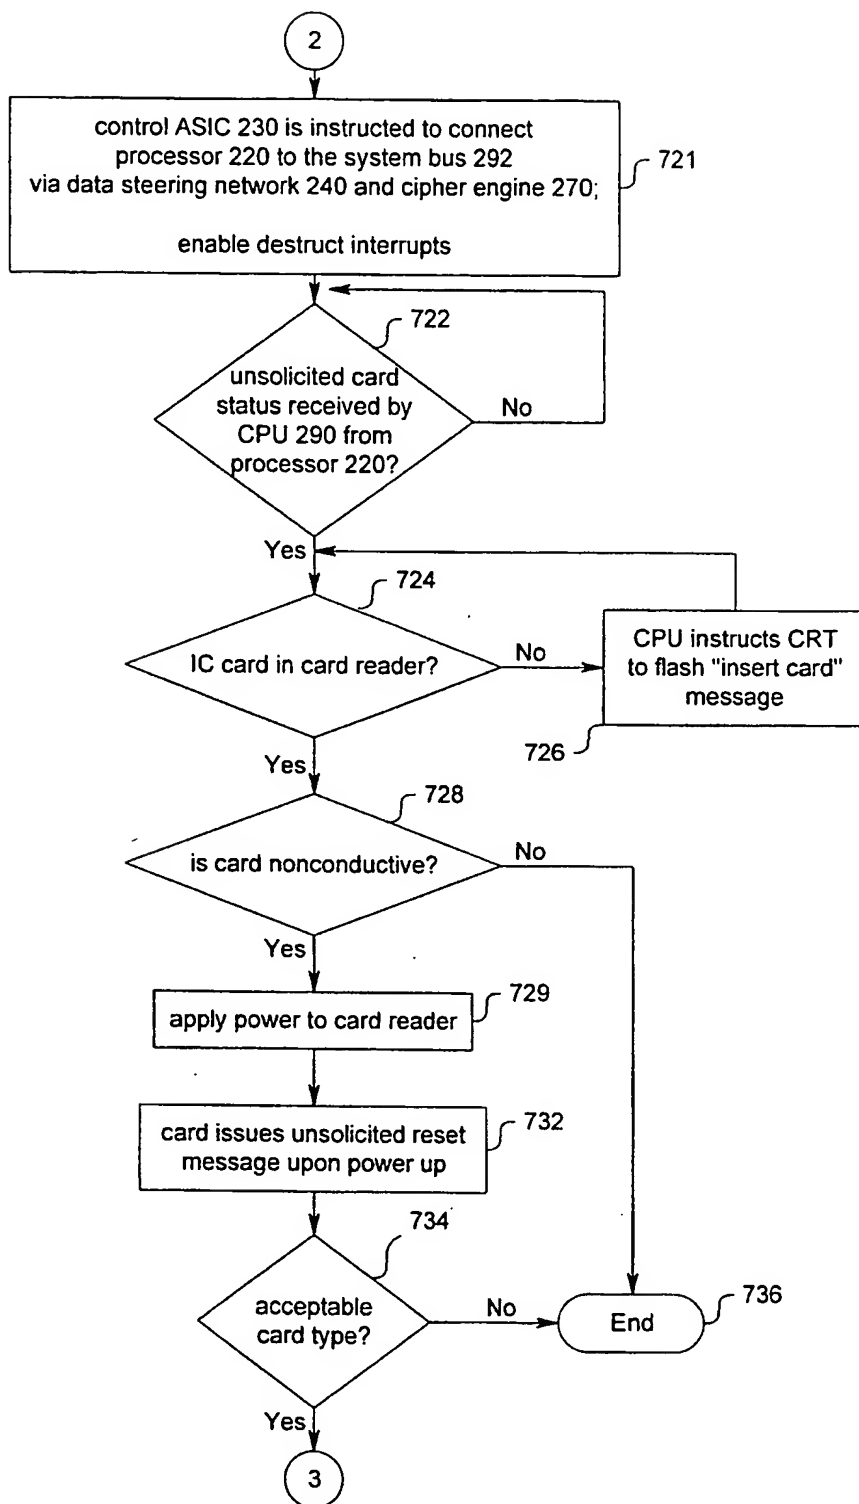 2
control ASIC 230 is instructed to connect
processor 220 to the system bus 292
via data steering network 240 and cipher engine 270;
enable destruct interrupts
721
722
unsolicited card
status received by
CPU 290 from
processor 220?
No
Yes
724
IC card in card reader?
No
CPU instructs CRT
to flash "insert card"
message
726
Yes
728
is card nonconductive?
No
Yes
729
apply power to card reader
732
card issues unsolicited reset
message upon power up
734
acceptable
card type?
No
End
736
Yes
3